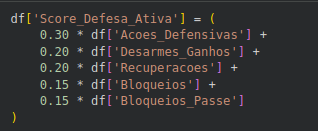 df['Score_Defesa_Ativa'] = (
    0.30 * df['Acoes_Defensivas'] +
    0.20 * df['Desarmes_Ganhos'] +
    0.20 * df['Recuperacoes'] +
    0.15 * df['Bloqueios'] +
    0.15 * df['Bloqueios_Passe']
)